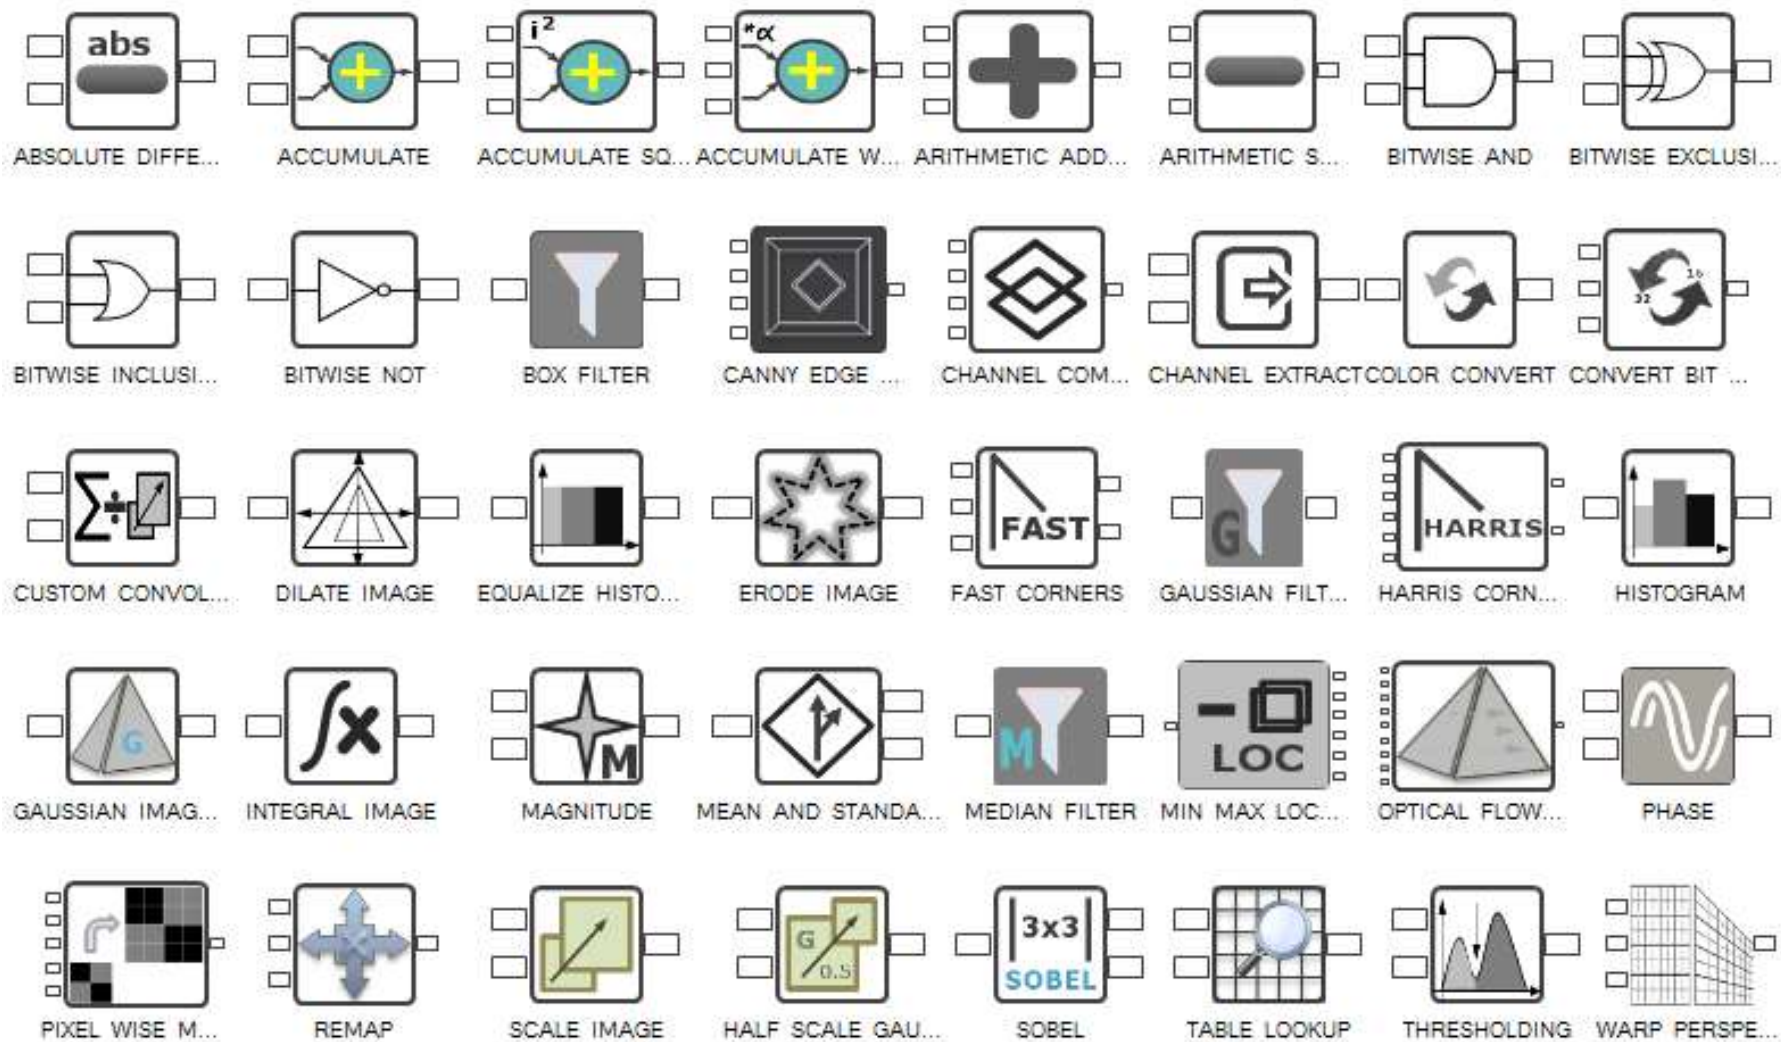 abs
i²
*α
ABSOLUTE DIFFE...
ACCUMULATE
ACCUMULATE SQ...
ACCUMULATE W...
ARITHMETIC ADD...
ARITHMETIC S...
BITWISE AND
BITWISE EXCLUSI...
16
32
BITWISE INCLUSI...
BITWISE NOT
BOX FILTER
CANNY EDGE ...
CHANNEL COM...
CHANNEL EXTRACT
COLOR CONVERT
CONVERT BIT ...
Σ÷
FAST
G
HARRIS
CUSTOM CONVOL...
DILATE IMAGE
EQUALIZE HISTO...
ERODE IMAGE
FAST CORNERS
GAUSSIAN FILT...
HARRIS CORN...
HISTOGRAM
G
∫x
M
M
LOC
GAUSSIAN IMAG...
INTEGRAL IMAGE
MAGNITUDE
MEAN AND STANDA...
MEDIAN FILTER
MIN MAX LOC...
OPTICAL FLOW...
PHASE
G
0.5
3x3
SOBEL
PIXEL WISE M...
REMAP
SCALE IMAGE
HALF SCALE GAU...
SOBEL
TABLE LOOKUP
THRESHOLDING
WARP PERSPE...